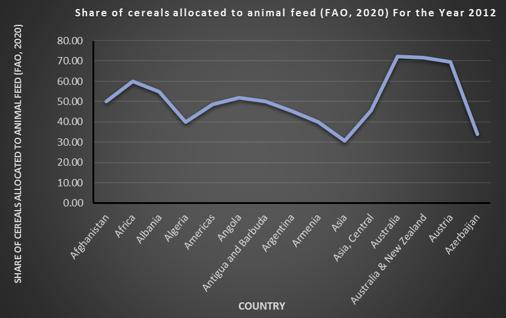 Share of cereals allocated to animal feed (FAO, 2020) For the Year 2012
SHARE OF CEREALS ALLOCATED TO ANIMAL FEED (FAO, 2020)
80.00
70.00
60.00
50.00
40.00
30.00
20.00
10.00
0.00
Afghanistan
Africa
Albania
Algeria
Americas
Angola
Antigua and Barbuda
Argentina
Armenia
Asia
Asia, Central
Australia
Australia & New Zealand
Austria
Azerbaijan
COUNTRY